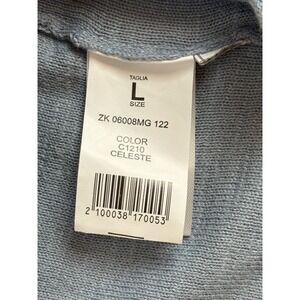 TAGLIA
L
SIZE
ZK 06008MG 122
COLOR
C1210
CELESTE
2 100038 170053